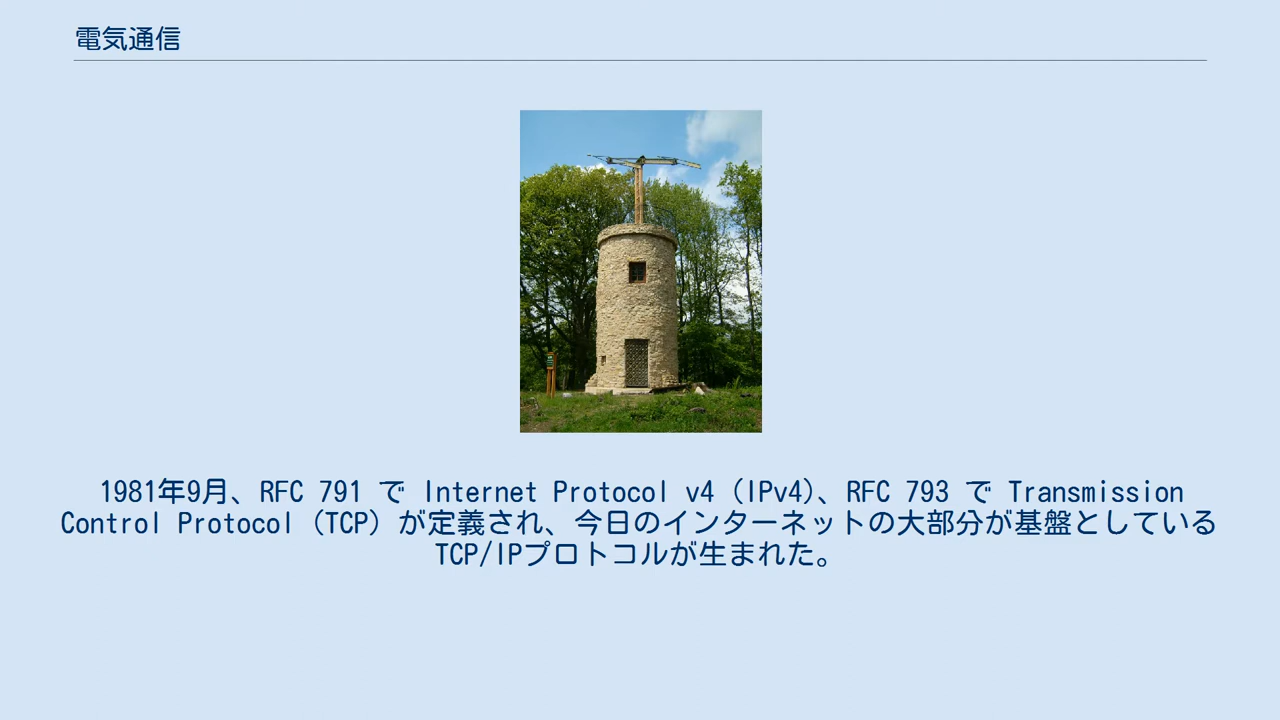 電気通信
1981年9月、RFC 791 で Internet Protocol v4 (IPv4)、RFC 793 で Transmission
Control Protocol (TCP) が定義され、今日のインターネットの大部分が基盤としている
TCP/IPプロトコルが生まれた。